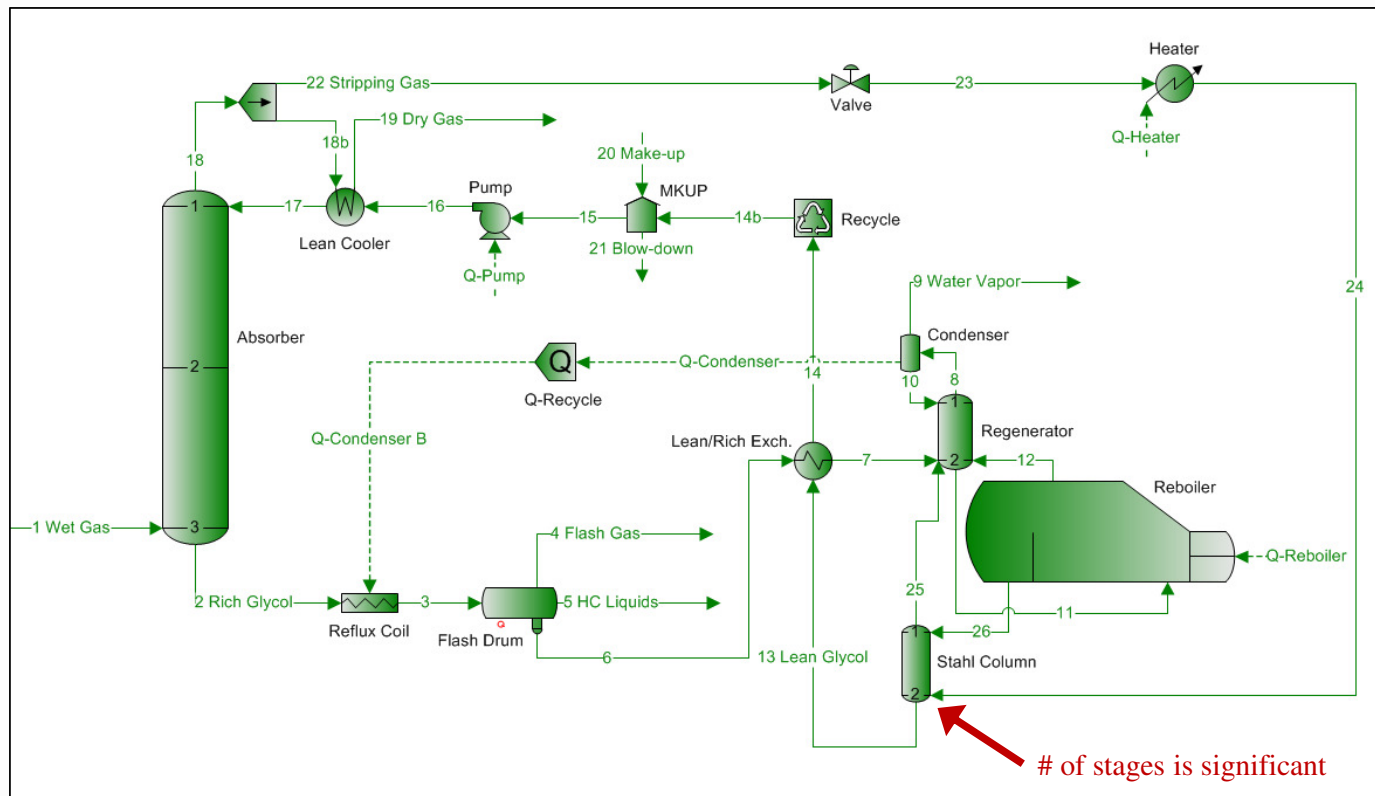 Heater
22 Stripping Gas
23
Valve
19 Dry Gas
18b
Q-Heater
18
20 Make-up
MKUP
Pump
1
17
16
15
14b
Recycle
Lean Cooler
21 Blow-down
Q-Pump
9 Water Vapor
24
Absorber
Condenser
2
Q
Q-Condenser
14
10
8
Q-Recycle
1
Regenerator
Q-Condenser B
Lean/Rich Exch.
7
2
12
Reboiler
1 Wet Gas
3
4 Flash Gas
Q-Reboiler
25
2 Rich Glycol
3
5 HC Liquids
11
Reflux Coil
Q
Flash Drum
1
26
6
13 Lean Glycol
Stahl Column
2
# of stages is significant